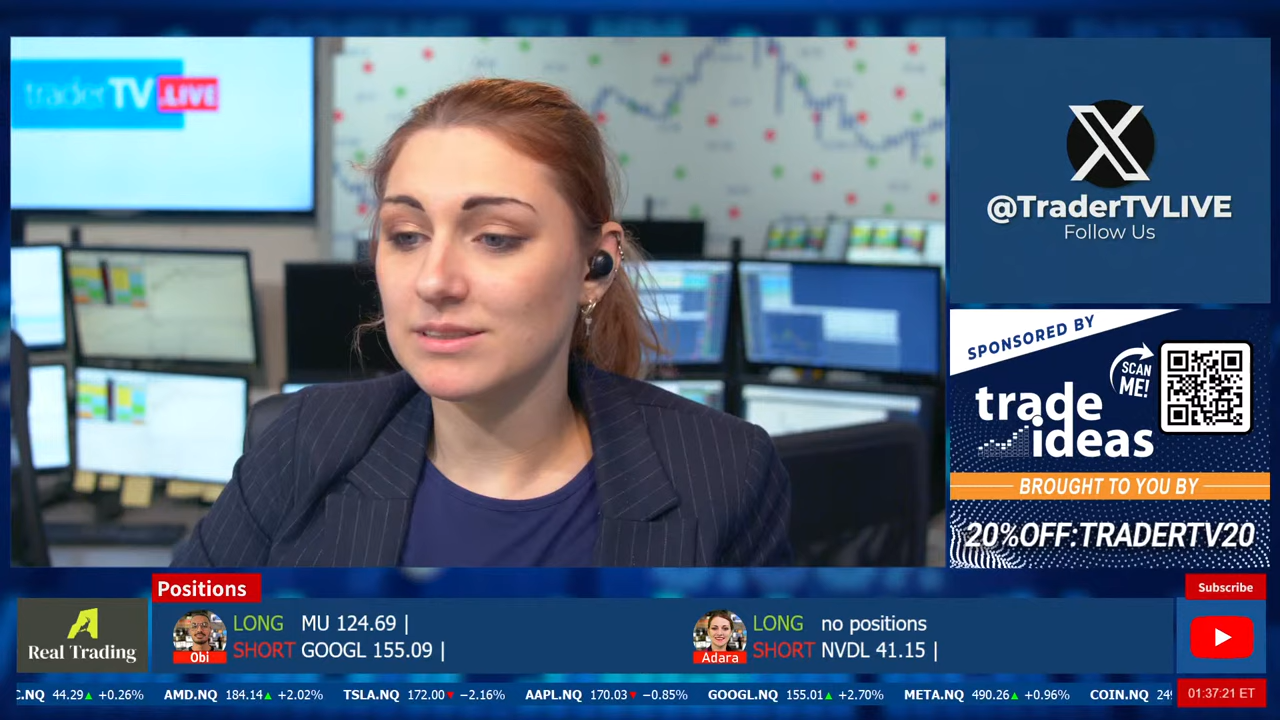 traderTV.LIVE
@TraderTVLIVE
Follow Us
SPONSORED BY
SCAN
ME!
trade
ideas
BROUGHT TO YOU BY
20%OFF:TRADERTV20
Positions
Subscribe
Real Trading
Obi
LONG MU 124.69 |
SHORT GOOGL 155.09 |
Adara
LONG no positions
SHORT NVDL 41.15 |
C.NQ 44.29▲ +0.26% AMD.NQ 184.14▲ +2.02% TSLA.NQ 172.00▼ −2.16% AAPL.NQ 170.03▼ −0.85% GOOGL.NQ 155.01▲ +2.70% META.NQ 490.26▲ +0.96% COIN.NQ
01:37:21 ET